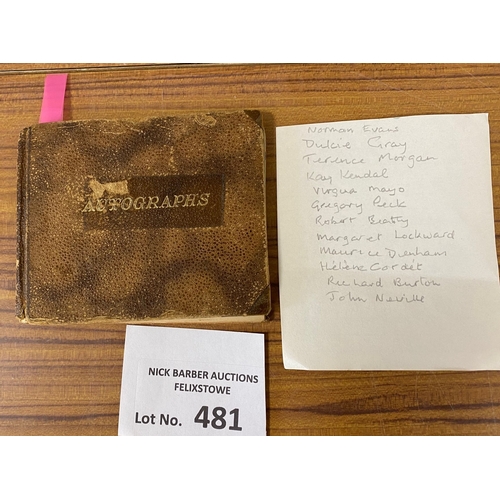 AUTOGRAPHS
Norman Evans
Dulcie Gray
Terence Morgan
Kay Kendal
Virgua Mayo
Gregory Peck
Robert Beatty
Margaret Lockward
Maurice Denham
Hélène Cordet
Richard Burton
John Neville
NICK BARBER AUCTIONS
FELIXSTOWE
Lot No. 481